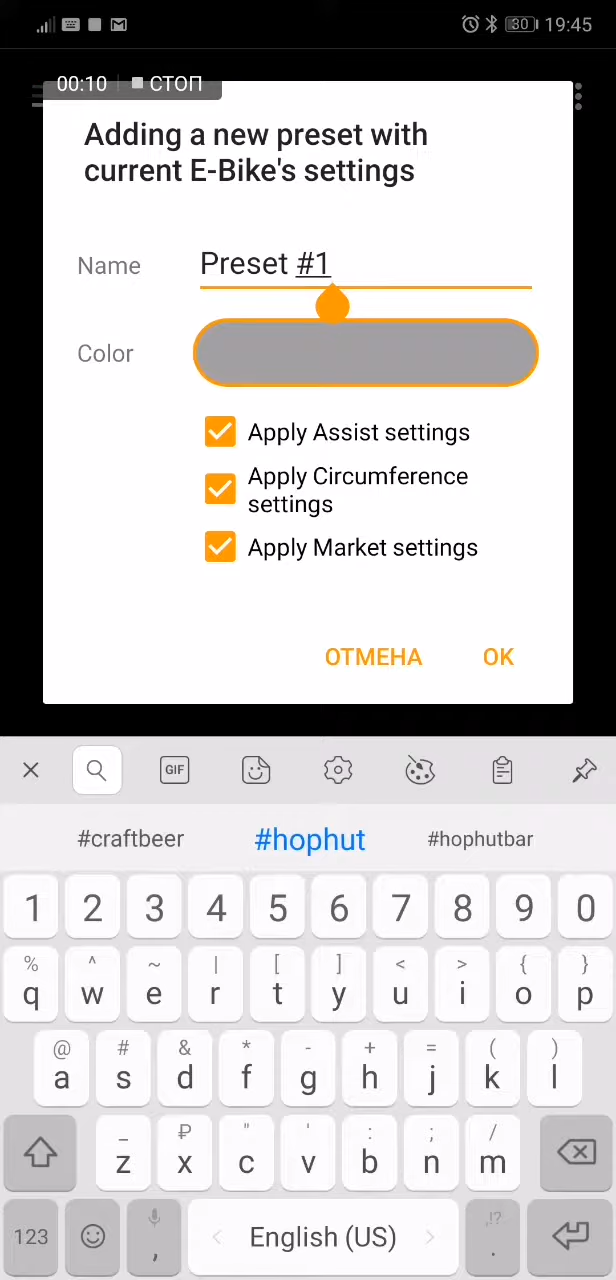 30 19:45
00:10 СТОП
Adding a new preset with
current E-Bike's settings
Name Preset #1
Color
Apply Assist settings
Apply Circumference
settings
Apply Market settings
ОТМЕНА OK
GIF
#craftbeer #hophut #hophutbar
1 2 3 4 5 6 7 8 9 0
% ^ ~ | [ ] < > { }
q w e r t y u i o p
@ # & * - + = ( )
a s d f g h j k l
_ ₽ " ' : ; /
z x c v b n m
,!?
123 , < English (US) > .